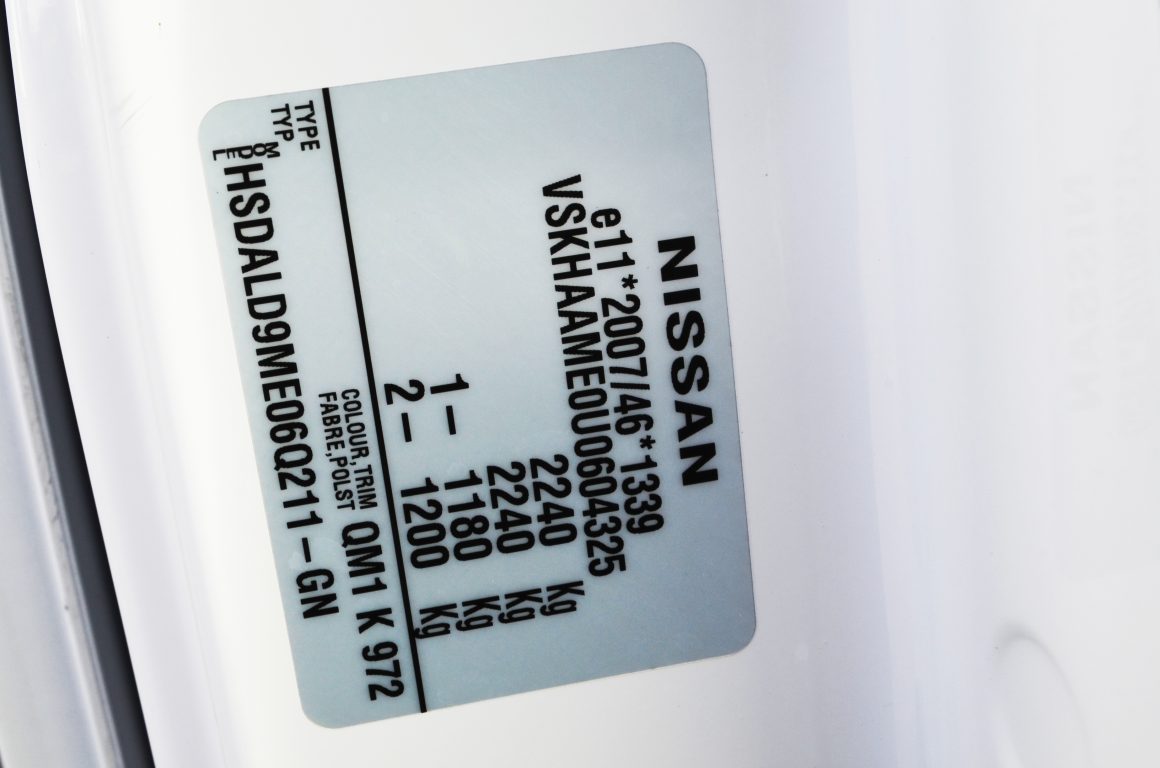 NISSAN
e11*2007/46*1339
VSKHAAME0U0604325
2240 Kg
2240 Kg
1- 1180 Kg
2- 1200 Kg
COLOUR,TRIM
FABRE,POLST QM1 K 972
TYPE
TYP
MODEL HSDALD9ME06Q211-GN